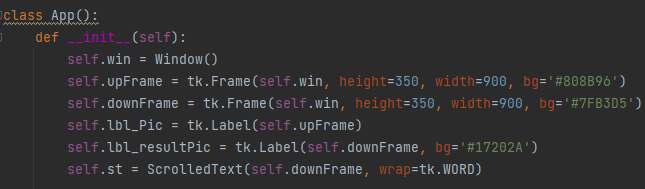 class App():
    def __init__(self):
        self.win = Window()
        self.upFrame = tk.Frame(self.win, height=350, width=900, bg='#808B96')
        self.downFrame = tk.Frame(self.win, height=350, width=900, bg='#7FB3D5')
        self.lbl_Pic = tk.Label(self.upFrame)
        self.lbl_resultPic = tk.Label(self.downFrame, bg='#17202A')
        self.st = ScrolledText(self.downFrame, wrap=tk.WORD)